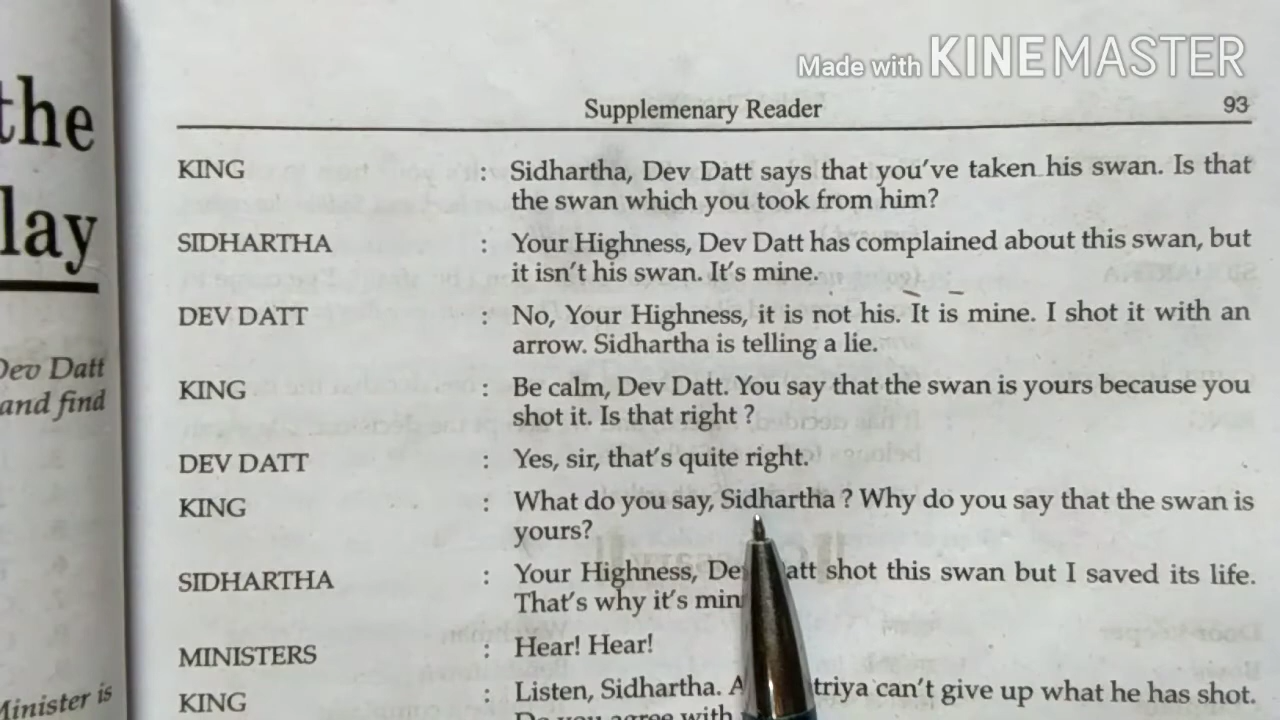 Made with KINEMASTER
the
lay
Dev Datt
and find
Minister is
Supplemenary Reader 93
KING : Sidhartha, Dev Datt says that you've taken his swan. Is that
the swan which you took from him?
SIDHARTHA : Your Highness, Dev Datt has complained about this swan, but
it isn't his swan. It's mine.
DEV DATT : No, Your Highness, it is not his. It is mine. I shot it with an
arrow. Sidhartha is telling a lie.
KING : Be calm, Dev Datt. You say that the swan is yours because you
shot it. Is that right ?
DEV DATT : Yes, sir, that's quite right.
KING : What do you say, Sidhartha ? Why do you say that the swan is
yours?
SIDHARTHA : Your Highness, De att shot this swan but I saved its life.
That's why it's min
MINISTERS : Hear! Hear!
KING : Listen, Sidhartha. A triya can't give up what he has shot.
Do you agree with